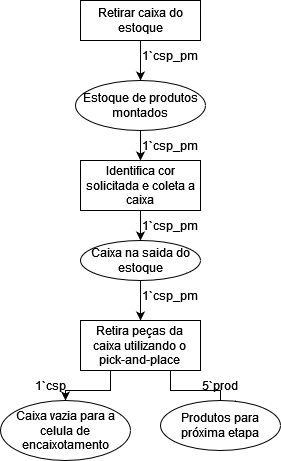 Retirar caixa do
estoque
1`csp_pm
Estoque de produtos
montados
1`csp_pm
Identifica cor
solicitada e coleta a
caixa
1`csp_pm
Caixa na saida do
estoque
1`csp_pm
Retira peças da
caixa utilizando o
pick-and-place
1`csp
5`prod
Caixa vazia para a
celula de
encaixotamento
Produtos para
próxima etapa